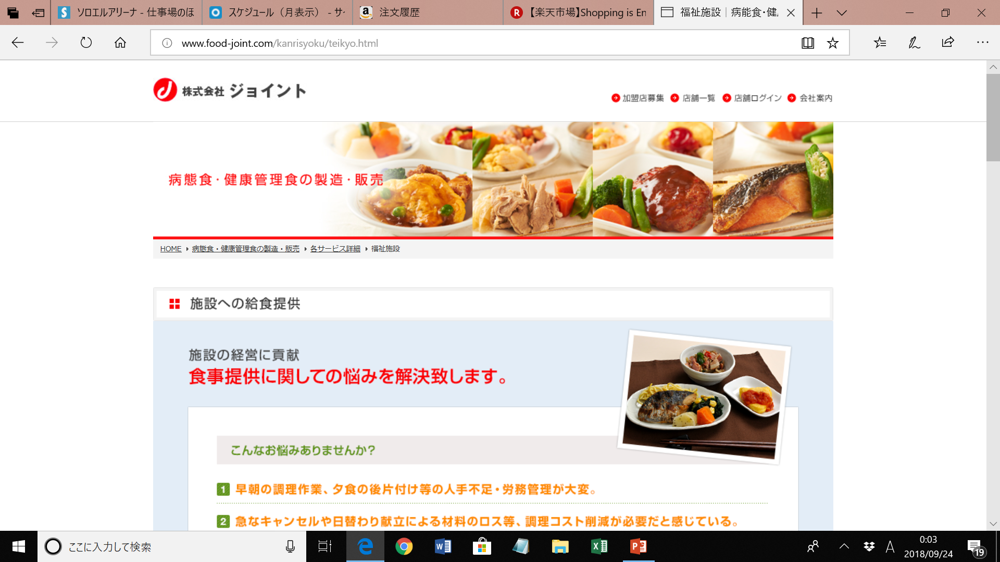 ソロエルアリーナ - 仕事場のほ
スケジュール（月表示） - サイ
注文履歴
【楽天市場】Shopping is En
福祉施設｜病態食・健
www.food-joint.com/kanrisyoku/teikyo.html
株式会社 ジョイント
加盟店募集 店舗一覧 店舗ログイン 会社案内
病態食・健康管理食の製造・販売
HOME 病態食・健康管理食の製造・販売 各サービス詳細 福祉施設
施設への給食提供
施設の経営に貢献
食事提供に関しての悩みを解決致します。
こんなお悩みありませんか？
1 早朝の調理作業、夕食の後片付け等の人手不足・労務管理が大変。
2 急なキャンセルや日替わり献立による材料のロス等、調理コスト削減が必要だと感じている。
ここに入力して検索
A
0:03
2018/09/24
19